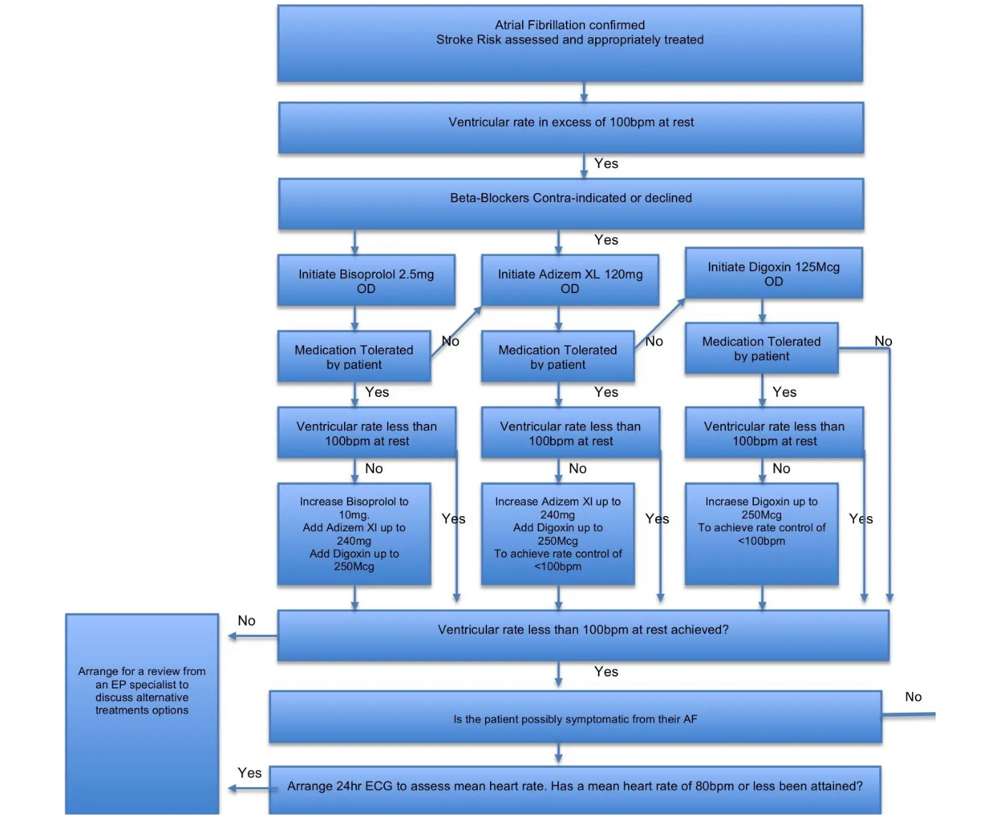 Atrial Fibrillation confirmed
Stroke Risk assessed and appropriately treated
Ventricular rate in excess of 100bpm at rest
Yes
Beta-Blockers Contra-indicated or declined
Yes
Initiate Bisoprolol 2.5mg
OD
Initiate Adizem XL 120mg
OD
Initiate Digoxin 125Mcg
OD
Medication Tolerated
by patient
No
Medication Tolerated
by patient
No
Medication Tolerated
by patient
No
Yes
Yes
Yes
Ventricular rate less than
100bpm at rest
Ventricular rate less than
100bpm at rest
Ventricular rate less than
100bpm at rest
No
No
No
Increase Bisoprolol to
10mg.
Add Adizem Xl up to
240mg
Add Digoxin up to
250Mcg
Yes
Increase Adizem Xl up to
240mg
Add Digoxin up to
250Mcg
To achieve rate control of
<100bpm
Yes
Incraese Digoxin up to
250Mcg
To achieve rate control of
<100bpm
Yes
Ventricular rate less than 100bpm at rest achieved?
No
Arrange for a review from
an EP specialist to
discuss alternative
treatments options
Yes
Is the patient possibly symptomatic from their AF
No
Arrange 24hr ECG to assess mean heart rate. Has a mean heart rate of 80bpm or less been attained?
Yes